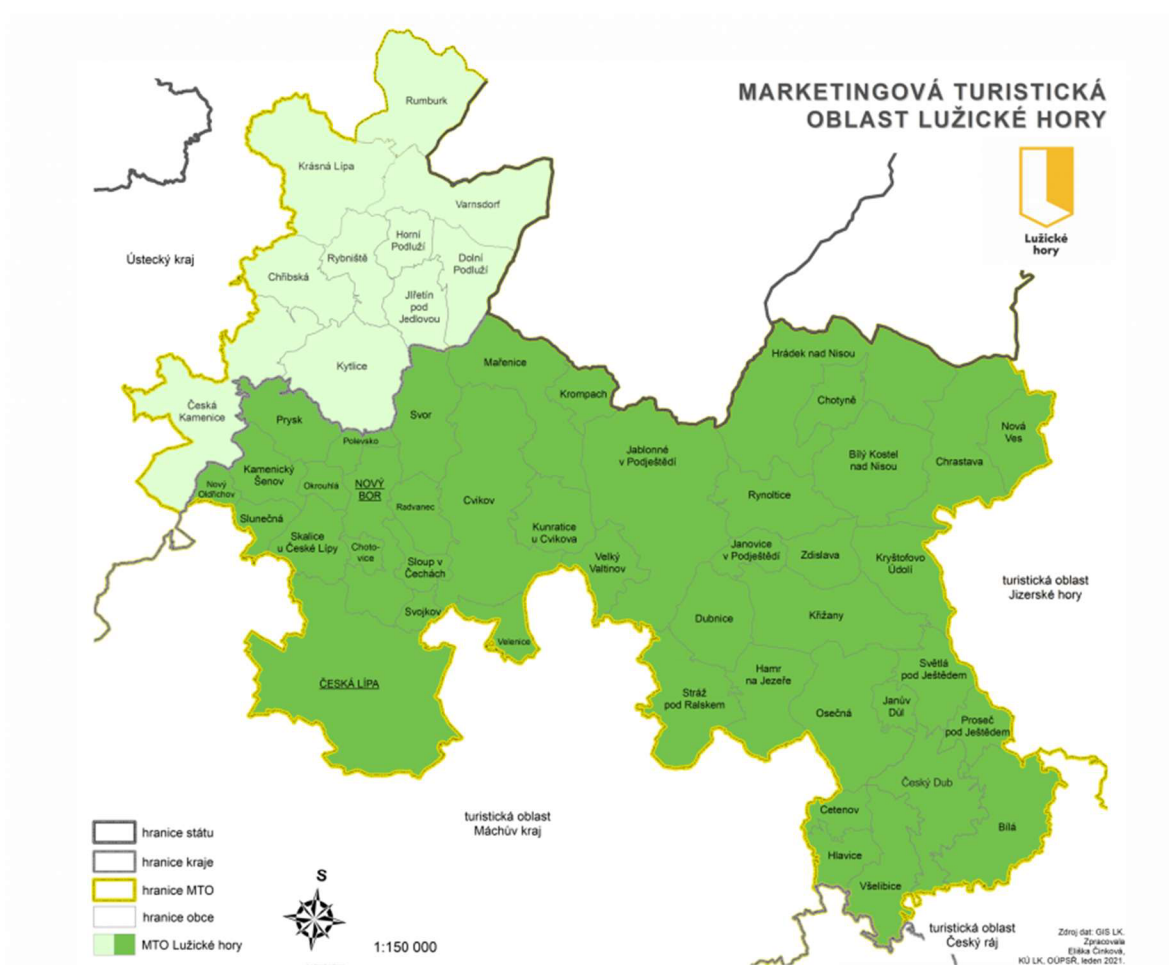 MARKETINGOVÁ TURISTICKÁ
OBLAST LUŽICKÉ HORY
Lužické
hory
Rumburk
Krásná Lípa
Varnsdorf
Horní
Podluží
Rybniště
Dolní
Podluží
Ústecký kraj
Chřibská
Jiřetín
pod
Jedlovou
Kytlice
Česká
Kamenice
Mařenice
Krompach
Hrádek nad Nisou
Chotyně
Nová
Ves
Prysk
Svor
Polevsko
Jablonné
v Podještědí
Bílý Kostel
nad Nisou
Chrastava
Kamenický
Šenov
Nový
Oldřichov
Okrouhlá
NOVÝ
BOR
Radvanec
Cvikov
Rynoltice
Slunečná
Skalice
u České Lípy
Choto-
vice
Sloup v
Čechách
Kunratice
u Cvikova
Velký
Valtinov
Janovice
v Podještědí
Zdislava
Kryštofovo
Údolí
turistická oblast
Jizerské hory
Svojkov
Velenice
Dubnice
Křižany
ČESKÁ LÍPA
Stráž
pod Ralskem
Hamr
na Jezeře
Světlá
pod Ještědem
Osečná
Janův
Důl
Proseč
pod Ještědem
Český Dub
Cetenov
Bílá
Hlavice
Všelibice
turistická oblast
Máchův kraj
turistická oblast
Český ráj
hranice státu
hranice kraje
hranice MTO
hranice obce
MTO Lužické hory
S
1:150 000
Zdroj dat: GIS LK.
Zpracovala
Eliška Činková,
KÚ LK, OÚPSŘ, leden 2021.